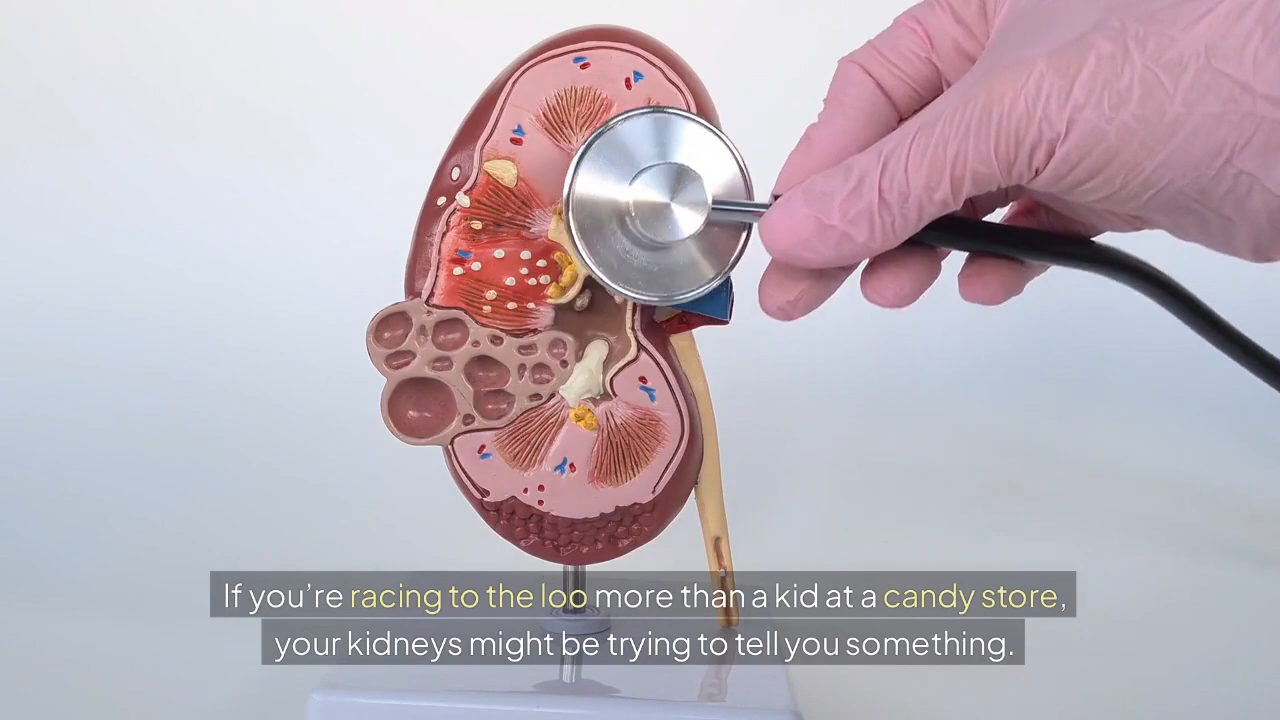 If you’re racing to the loo more than a kid at a candy store,
your kidneys might be trying to tell you something.